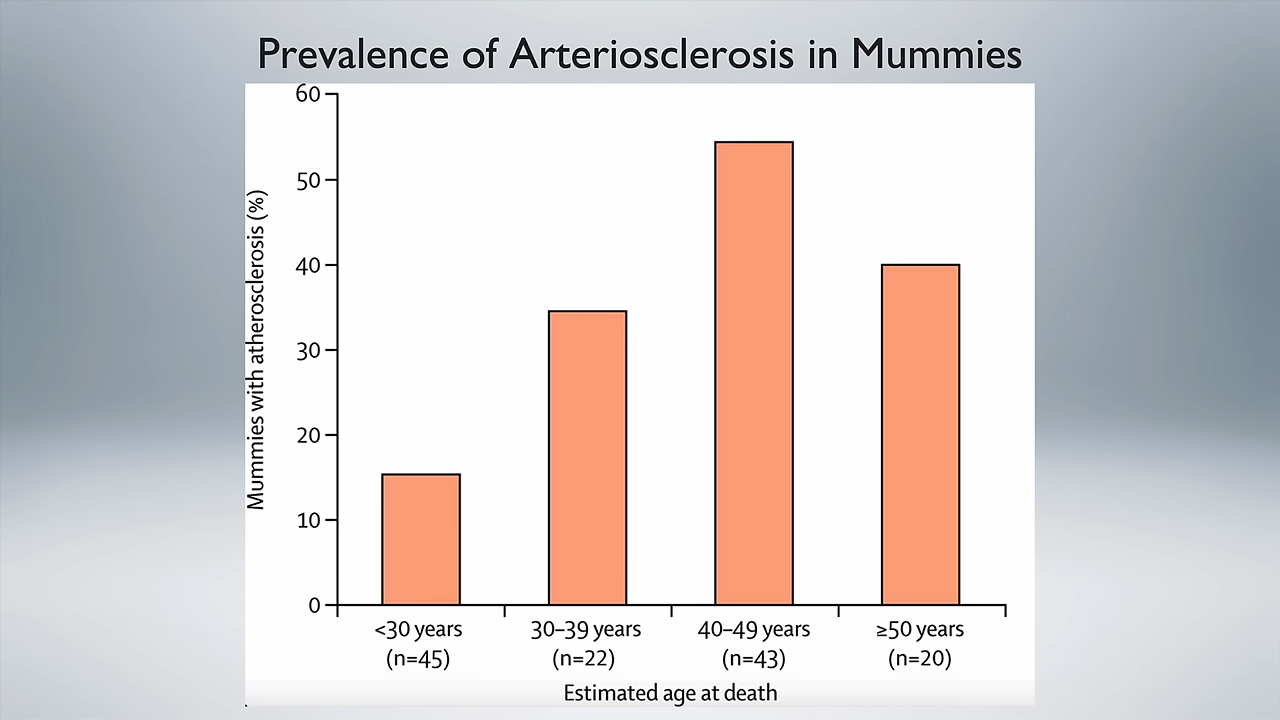 Prevalence of Arteriosclerosis in Mummies
60
50
40
30
20
10
0
Mummies with atherosclerosis (%)
<30 years
(n=45)
30–39 years
(n=22)
40–49 years
(n=43)
≥50 years
(n=20)
Estimated age at death